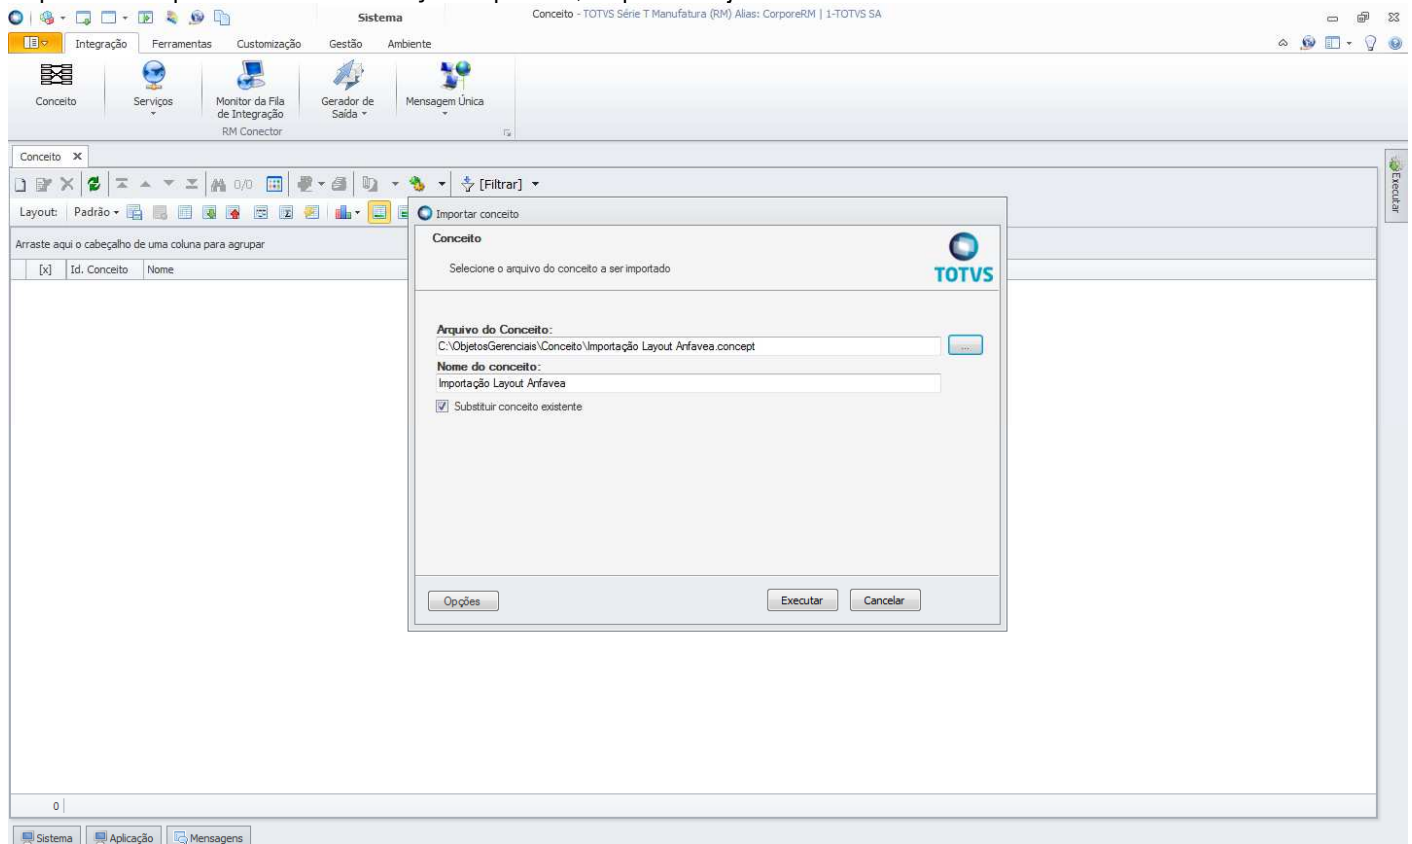 Sistema
Conceito - TOTVS Série T Manufatura (RM) Alias: CorporeRM | 1-TOTVS SA
Integração Ferramentas Customização Gestão Ambiente
Conceito Serviços Monitor da Fila Gerador de Mensagem Única
de Integração Saída
RM Conector
Conceito X
0/0 [Filtrar]
Executar
Layout: Padrão
Importar conceito
Arraste aqui o cabeçalho de uma coluna para agrupar
[x] Id. Conceito Nome
Conceito
Selecione o arquivo do conceito a ser importado
TOTVS
Arquivo do Conceito:
C:\ObjetosGerenciais\Conceito\Importação Layout Anfavea.concept
...
Nome do conceito:
Importação Layout Anfavea
Substituir conceito existente
Opções Executar Cancelar
0
Sistema Aplicação Mensagens